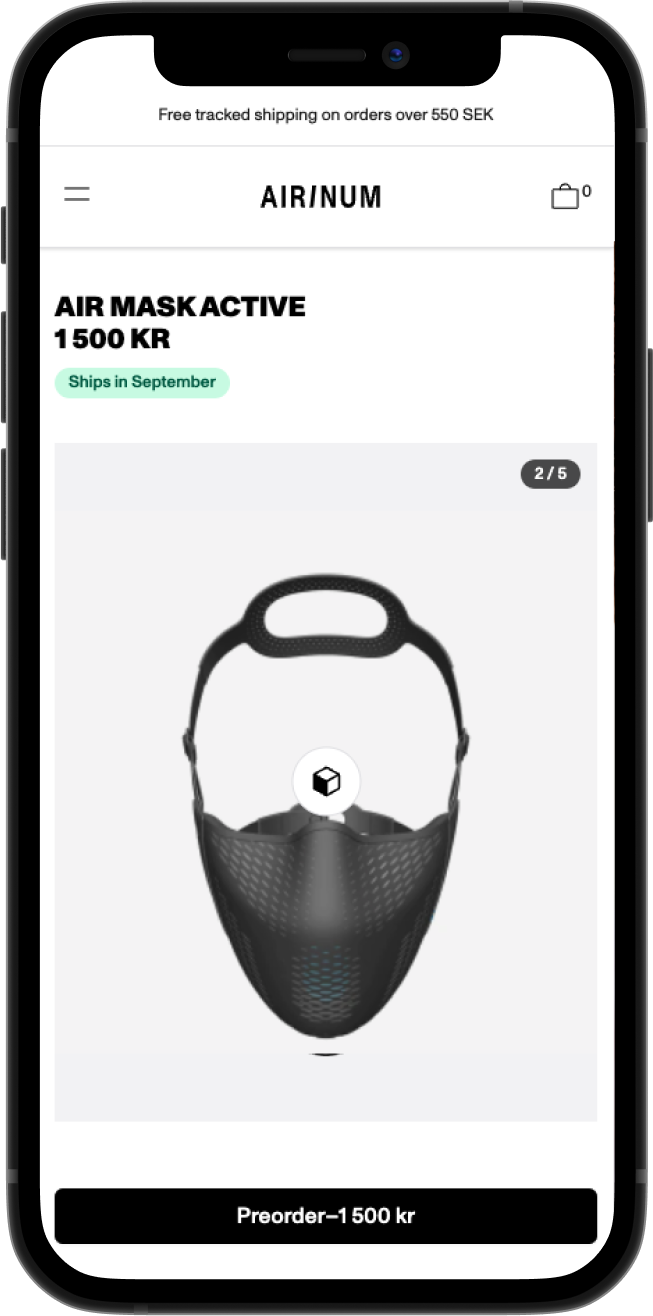 Free tracked shipping on orders over 550 SEK
AIR/NUM
0
AIR MASK ACTIVE
1 500 KR
Ships in September
2 / 5
Preorder–1 500 kr